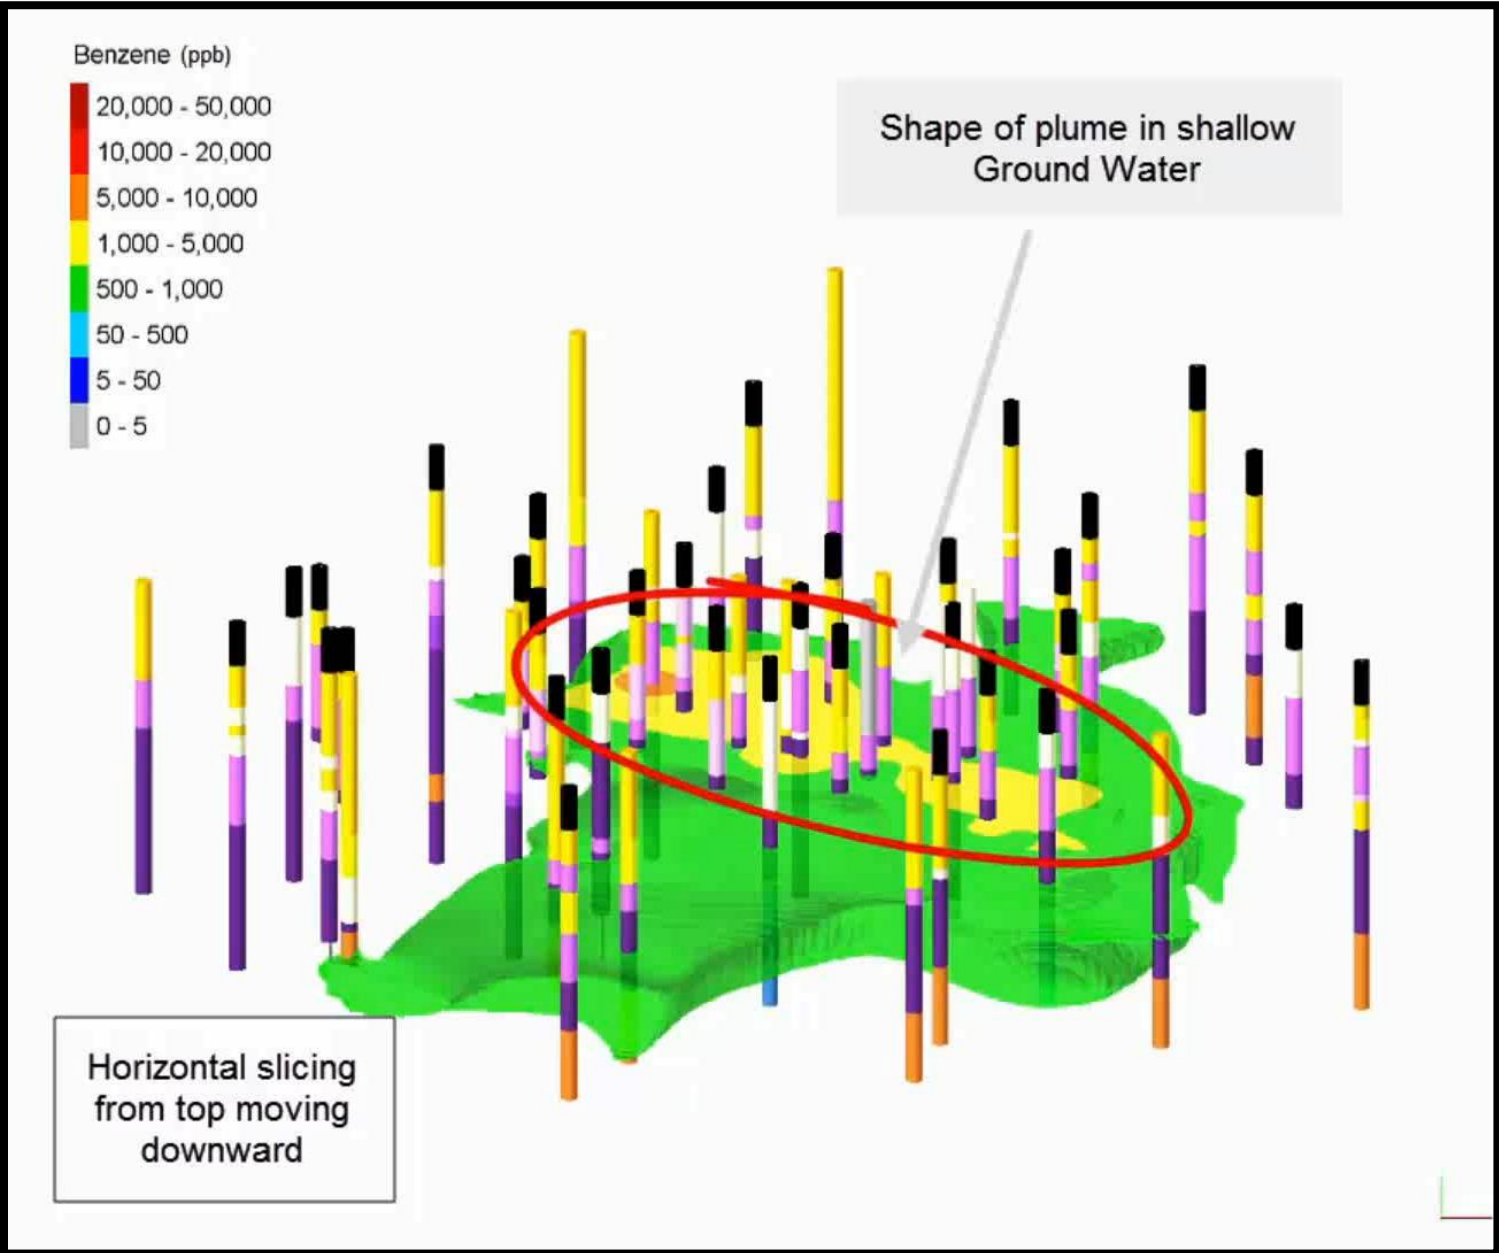 Benzene (ppb)
20,000 - 50,000
10,000 - 20,000
5,000 - 10,000
1,000 - 5,000
500 - 1,000
50 - 500
5 - 50
0 - 5
Shape of plume in shallow
Ground Water
Horizontal slicing
from top moving
downward